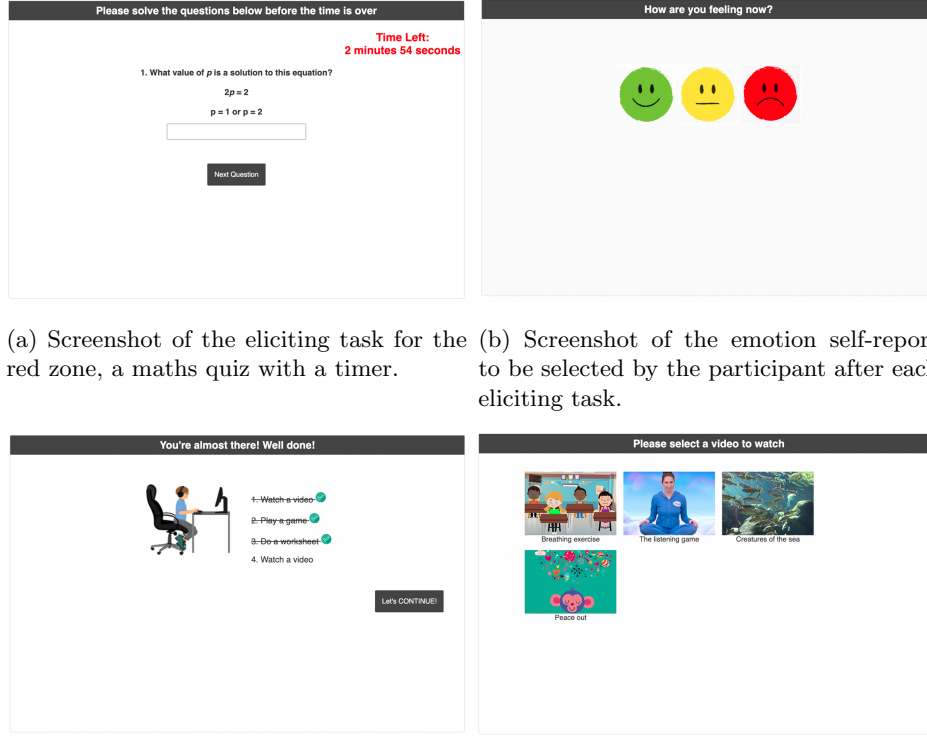 Please solve the questions below before the time is over
Time Left:
2 minutes 54 seconds
1. What value of p is a solution to this equation?
2p = 2
p = 1 or p = 2
Next Question
How are you feeling now?
(a) Screenshot of the eliciting task for the
red zone, a maths quiz with a timer.
(b) Screenshot of the emotion self-repor
to be selected by the participant after eac
eliciting task.
You're almost there! Well done!
1. Watch a video
2. Play a game
3. Do a worksheet
4. Watch a video
Let's CONTINUE!
Please select a video to watch
Breathing exercise
The listening game
Creatures of the sea
Peace out